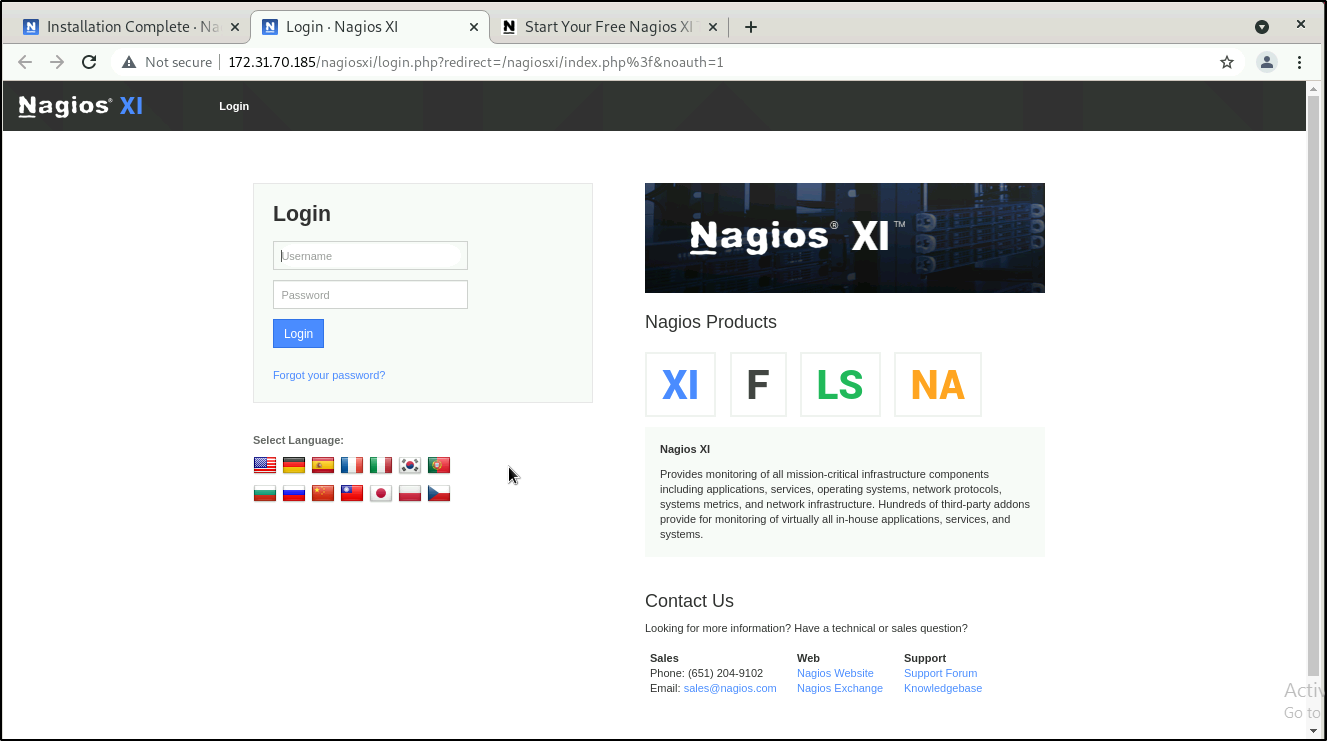 Installation Complete · Na
Login · Nagios XI
Start Your Free Nagios XI
Not secure
172.31.70.185/nagiosxi/login.php?redirect=/nagiosxi/index.php%3f&noauth=1
Nagios® XI
Login
Login
Username
Password
Login
Forgot your password?
Select Language:
Nagios® XI™
Nagios Products
XI F LS NA
Nagios XI
Provides monitoring of all mission-critical infrastructure components
including applications, services, operating systems, network protocols,
systems metrics, and network infrastructure. Hundreds of third-party addons
provide for monitoring of virtually all in-house applications, services, and
systems.
Contact Us
Looking for more information? Have a technical or sales question?
Sales
Phone: (651) 204-9102
Email: sales@nagios.com
Web
Nagios Website
Nagios Exchange
Support
Support Forum
Knowledgebase
Activ
Go to